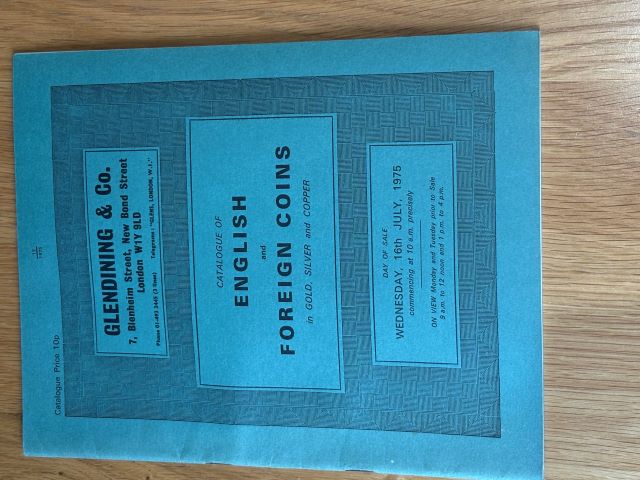 Catalogue Price 10p
11
1975
GLENDINING & Co.
7, Blenheim Street, New Bond Street
London W1Y 9LD
Phone 01-493 2445 (3 lines) Telegrams: "GLENS, LONDON, W.1."
CATALOGUE OF
ENGLISH
and
FOREIGN COINS
in GOLD, SILVER and COPPER
DAY OF SALE
WEDNESDAY, 16th JULY, 1975
commencing at 10 a.m. precisely
ON VIEW Monday and Tuesday prior to Sale
9 a.m. to 12 noon and 1 p.m. to 4 p.m.